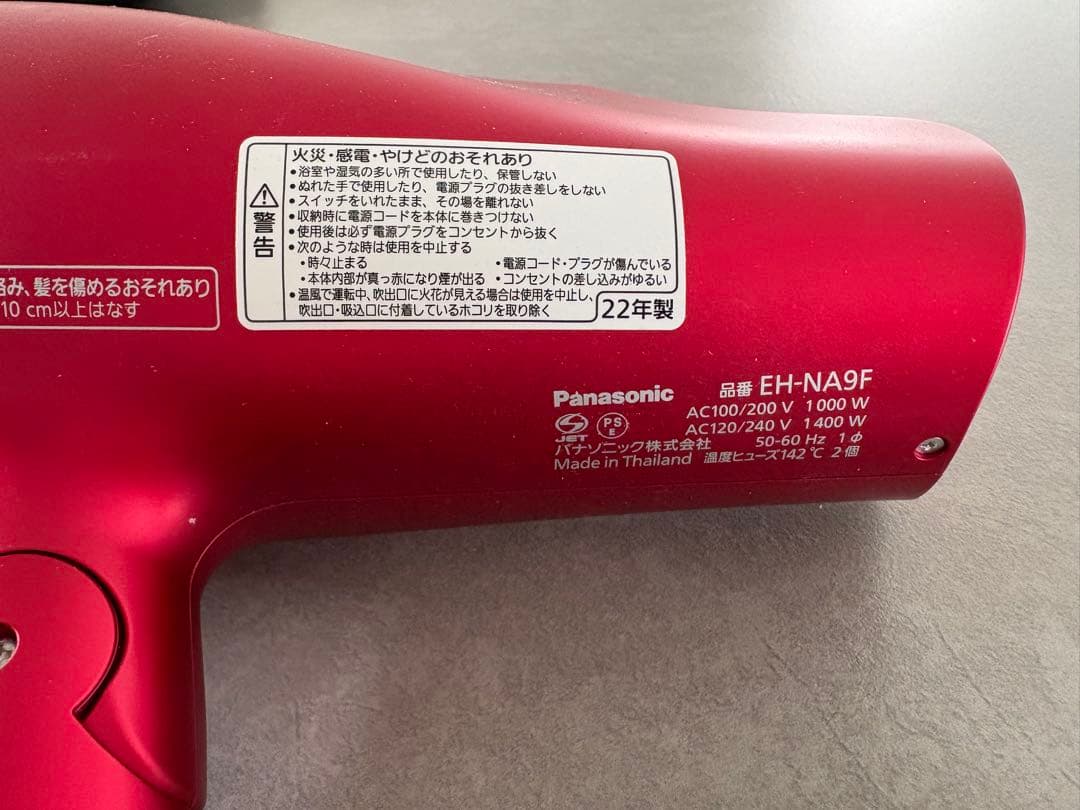 火災・感電・やけどのおそれあり
警告
•浴室や湿気の多い所で使用したり、保管しない
•ぬれた手で使用したり、電源プラグの抜き差しをしない
•スイッチをいれたまま、その場を離れない
•収納時に電源コードを本体に巻きつけない
•使用後は必ず電源プラグをコンセントから抜く
•次のような時は使用を中止する
・時々止まる ・電源コード・プラグが傷んでいる
・本体内部が真っ赤になり煙が出る ・コンセントの差し込みがゆるい
•温風で運転中、吹出口に火花が見える場合は使用を中止し、
吹出口・吸込口に付着しているホコリを取り除く
22年製
み、髪を傷めるおそれあり
10 cm以上はなす
Panasonic 品番 EH-NA9F
AC100/200 V 1 000 W
AC120/240 V 1 400 W
JET PS E
パナソニック株式会社 50-60 Hz 1 ϕ
Made in Thailand 温度ヒューズ142 ℃ 2 個